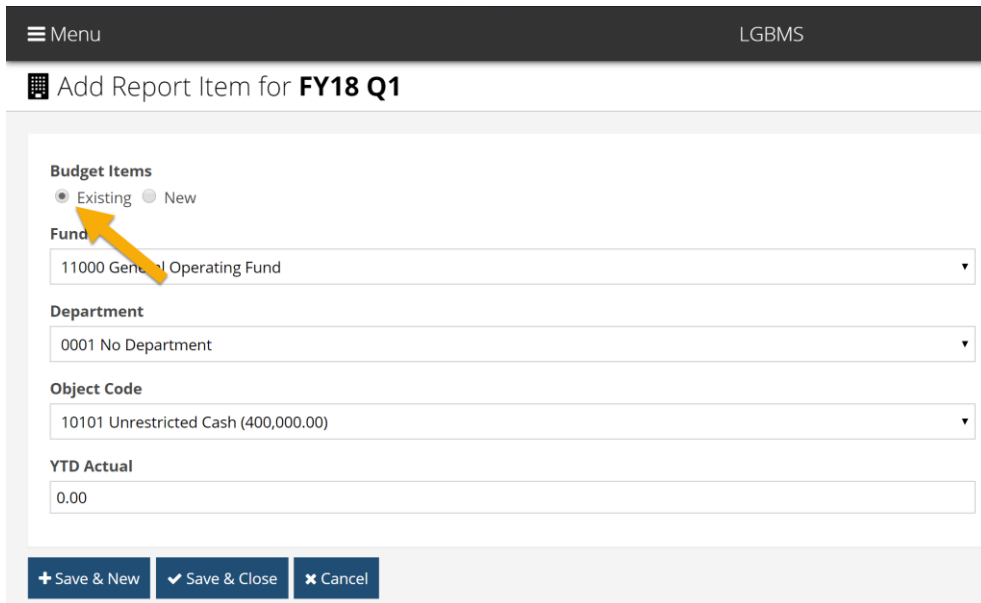 Menu LGBMS
Add Report Item for FY18 Q1
Budget Items
Existing New
Fund
11000 General Operating Fund
Department
0001 No Department
Object Code
10101 Unrestricted Cash (400,000.00)
YTD Actual
0.00
Save & New Save & Close Cancel